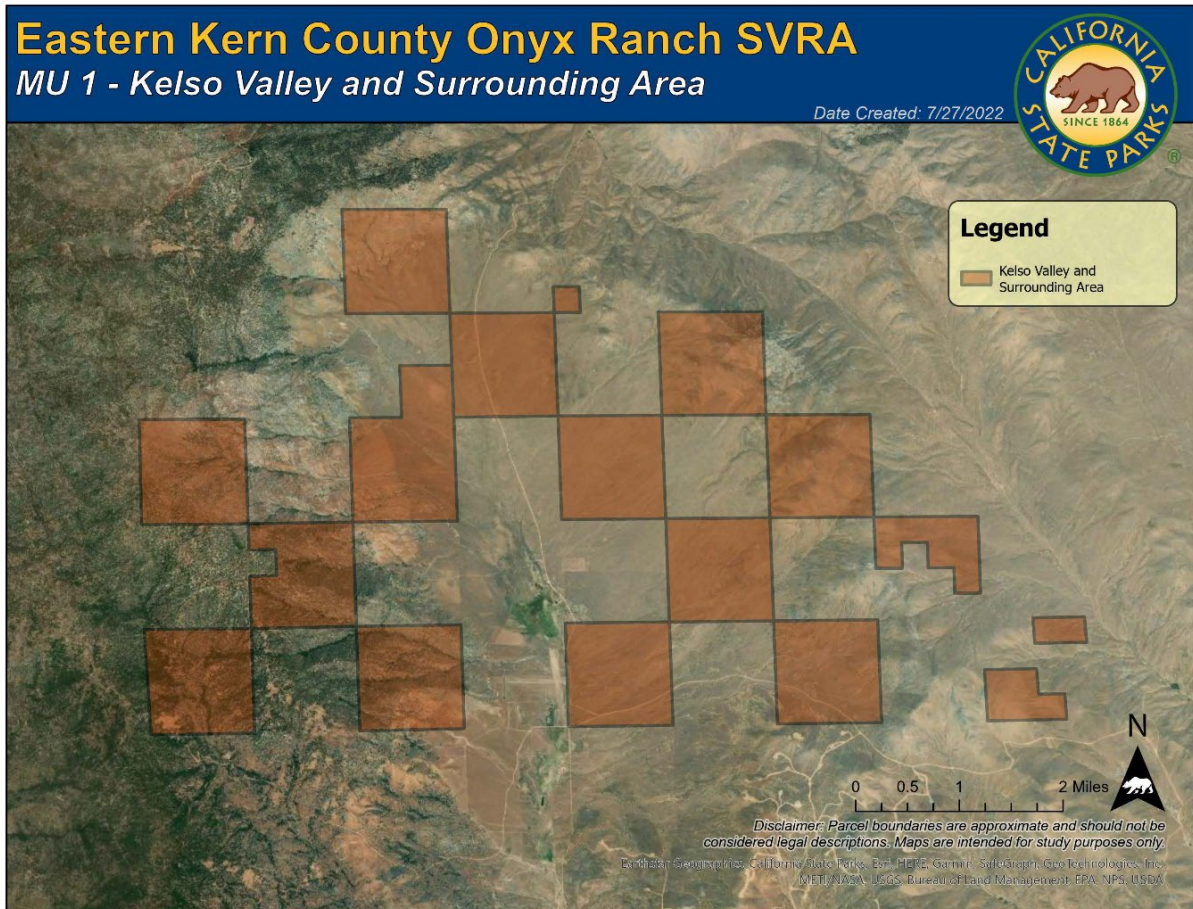 Eastern Kern County Onyx Ranch SVRA
MU 1 - Kelso Valley and Surrounding Area
Date Created: 7/27/2022
CALIFORNIA
SINCE 1864
STATE PARKS
®
Legend
Kelso Valley and
Surrounding Area
N
0 0.5 1 2 Miles
Disclaimer: Parcel boundaries are approximate and should not be
considered legal descriptions. Maps are intended for study purposes only.
Earthstar Geographics, California State Parks, Esri, HERE, Garmin, SafeGraph, GeoTechnologies, Inc,
METI/NASA, USGS, Bureau of Land Management, EPA, NPS, USDA